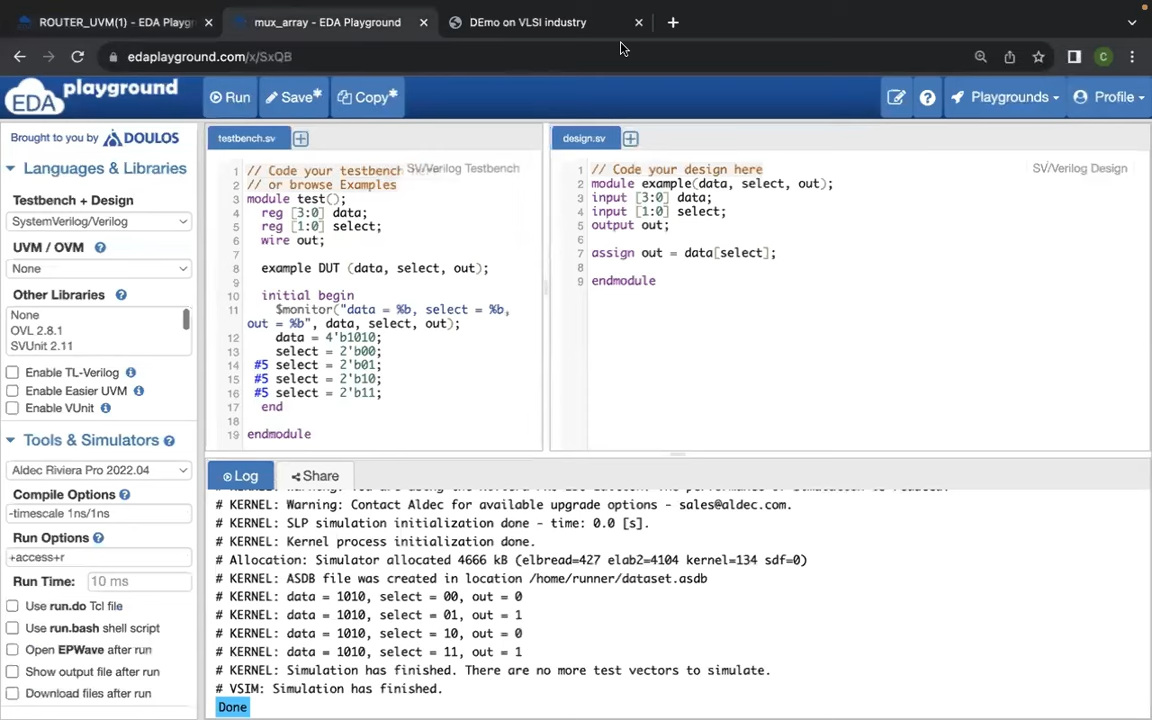 ROUTER_UVM(1) - EDA Playgr
mux_array - EDA Playground
DEmo on VLSI industry
edaplayground.com/x/SxQB
C
EDA playground
Run
Save*
Copy*
Playgrounds
Profile
Brought to you by DOULOS
Languages & Libraries
Testbench + Design
SystemVerilog/Verilog
UVM / OVM
None
Other Libraries
None
OVL 2.8.1
SVUnit 2.11
Enable TL-Verilog
Enable Easier UVM
Enable VUnit
Tools & Simulators
Aldec Riviera Pro 2022.04
Compile Options
-timescale 1ns/1ns
Run Options
+access+r
Run Time: 10 ms
Use run.do Tcl file
Use run.bash shell script
Open EPWave after run
Show output file after run
Download files after run
testbench.sv
SV/Verilog Testbench
1 // Code your testbench
2 // or browse Examples
3 module test();
4 reg [3:0] data;
5 reg [1:0] select;
6 wire out;
7
8 example DUT (data, select, out);
9
10 initial begin
11 $monitor("data = %b, select = %b,
out = %b", data, select, out);
12 data = 4'b1010;
13 select = 2'b00;
14 #5 select = 2'b01;
15 #5 select = 2'b10;
16 #5 select = 2'b11;
17 end
18
19 endmodule
design.sv
SV/Verilog Design
1 // Code your design here
2 module example(data, select, out);
3 input [3:0] data;
4 input [1:0] select;
5 output out;
6
7 assign out = data[select];
8
9 endmodule
Log
Share
# KERNEL: Warning: Contact Aldec for available upgrade options - sales@aldec.com.
# KERNEL: SLP simulation initialization done - time: 0.0 [s].
# KERNEL: Kernel process initialization done.
# Allocation: Simulator allocated 4666 kB (elbread=427 elab2=4104 kernel=134 sdf=0)
# KERNEL: ASDB file was created in location /home/runner/dataset.asdb
# KERNEL: data = 1010, select = 00, out = 0
# KERNEL: data = 1010, select = 01, out = 1
# KERNEL: data = 1010, select = 10, out = 0
# KERNEL: data = 1010, select = 11, out = 1
# KERNEL: Simulation has finished. There are no more test vectors to simulate.
# VSIM: Simulation has finished.
Done